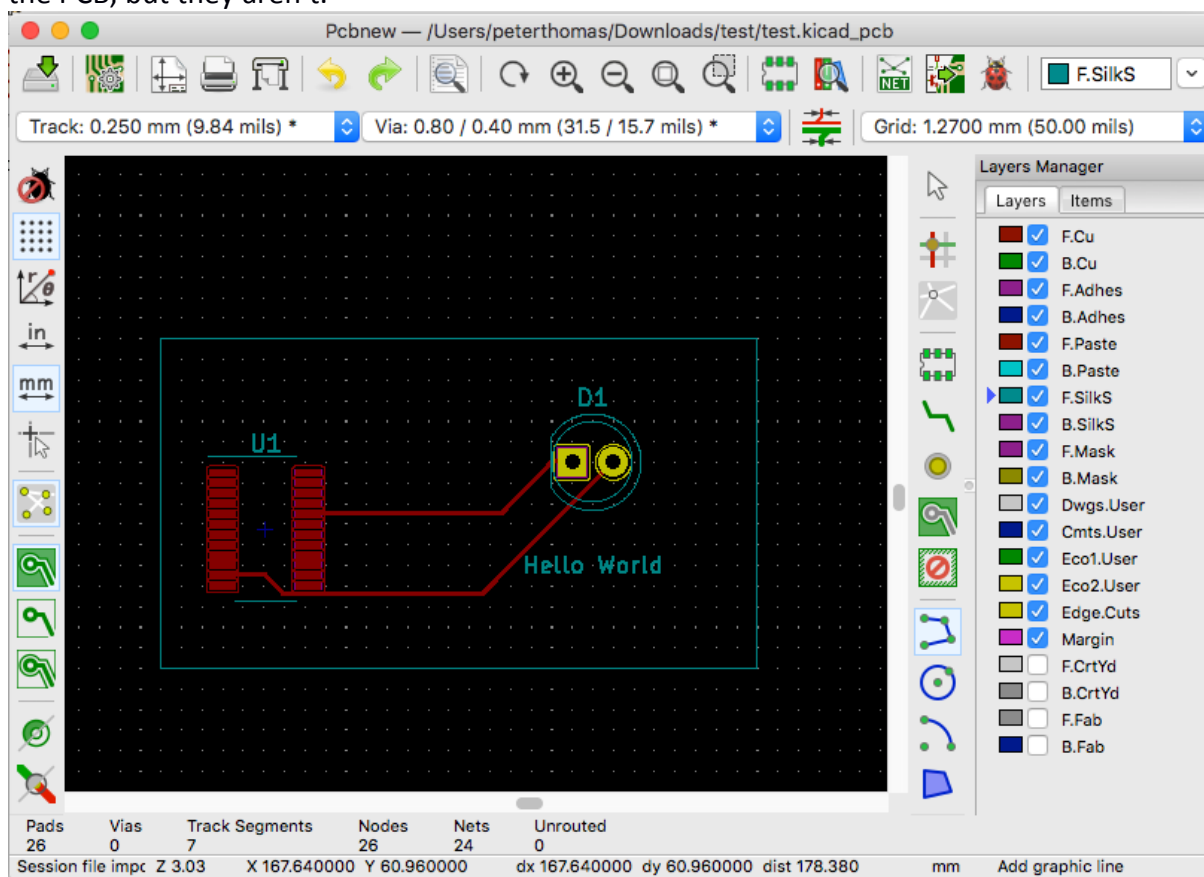 the PCB, but they aren't.
Pcbnew — /Users/peterthomas/Downloads/test/test.kicad_pcb
NET
F.SilkS
Track: 0.250 mm (9.84 mils) *
Via: 0.80 / 0.40 mm (31.5 / 15.7 mils) *
Grid: 1.2700 mm (50.00 mils)
Layers Manager
Layers Items
in
mm
F.Cu
B.Cu
F.Adhes
B.Adhes
F.Paste
B.Paste
F.SilkS
B.SilkS
F.Mask
B.Mask
Dwgs.User
Cmts.User
Eco1.User
Eco2.User
Edge.Cuts
Margin
F.CrtYd
B.CrtYd
F.Fab
B.Fab
D1
U1
Hello World
Pads Vias Track Segments Nodes Nets Unrouted
26 0 7 26 24 0
Session file impc Z 3.03 X 167.640000 Y 60.960000 dx 167.640000 dy 60.960000 dist 178.380 mm Add graphic line